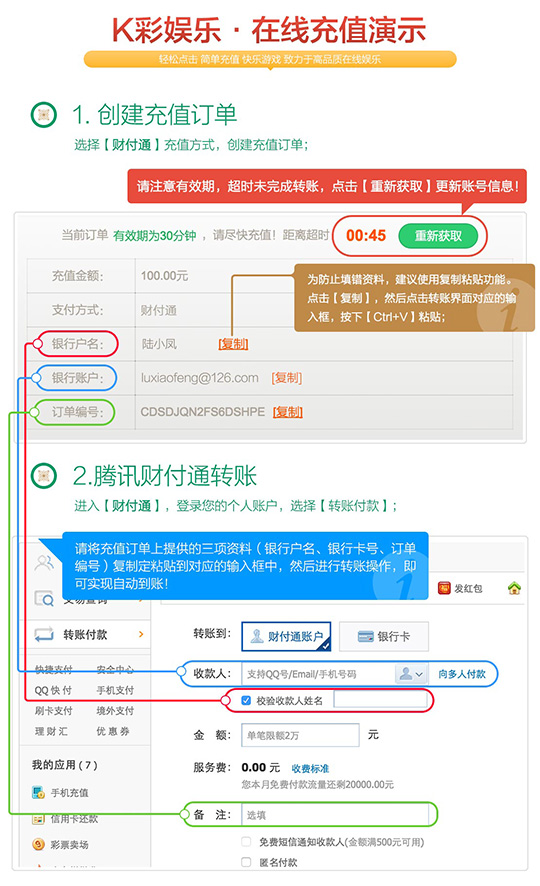 K彩娱乐·在线充值演示
轻松点击 简单充值 快乐游戏 致力于高品质在线娱乐
1. 创建充值订单
选择【财付通】充值方式，创建充值订单；
请注意有效期，超时未完成转账，点击【重新获取】更新账号信息！
当前订单 有效期为30分钟 ，请尽快充值！距离超时 00:45 重新获取
充值金额： 100.00元
支付方式： 财付通
为防止填错资料，建议使用复制粘贴功能。
点击【复制】，然后点击转账界面对应的输
入框，按下【Ctrl+V】粘贴；
银行户名： 陆小凤 [复制]
银行账户： luxiaofeng@126.com [复制]
订单编号： CDSDJQN2FS6DSHPE [复制]
2.腾讯财付通转账
进入【财付通】，登录您的个人账户，选择【转账付款】；
请将充值订单上提供的三项资料（银行户名、银行卡号、订单
编号）复制定粘贴到对应的输入框中，然后进行转账操作，即
可实现自动到账！
发红包
交易查询
转账付款
转账到： 财付通账户 银行卡
快捷支付 安全中心
收款人： 支持QQ号/Email/手机号码 向多人付款
QQ快付 手机支付
校验收款人姓名
刷卡支付 境外支付
理财汇 优惠券
金 额： 单笔限额2万 元
我的应用(7)
服务费： 0.00 元 收费标准
您本月免费付款流量还剩20000.00元
手机充值
信用卡还款
备 注： 选填
彩票卖场
免费短信通知收款人(金额满500元可用)
匿名付款